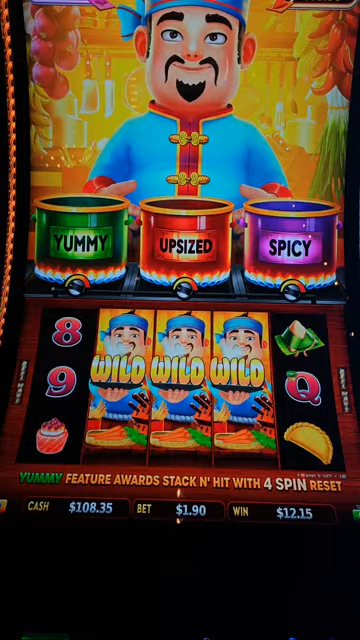 YUMMY UPSIZED SPICY
8
9
WILD WILD WILD
Q
YUMMY FEATURE AWARDS STACK N' HIT WITH 4 SPIN RESET
CASH $108.35 BET $1.90 WIN $12.15